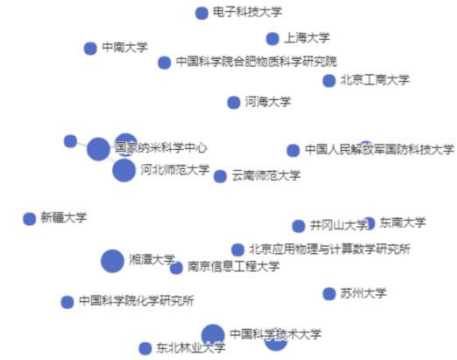 电子科技大学
上海大学
中南大学
中国科学院合肥物质科学研究院
北京工商大学
河海大学
国家纳米科学中心
中国人民解放军国防科技大学
河北师范大学
云南师范大学
新疆大学
井冈山大学
东南大学
北京应用物理与计算数学研究所
湘潭大学
南京信息工程大学
苏州大学
中国科学院化学研究所
中国科学技术大学
东北林业大学